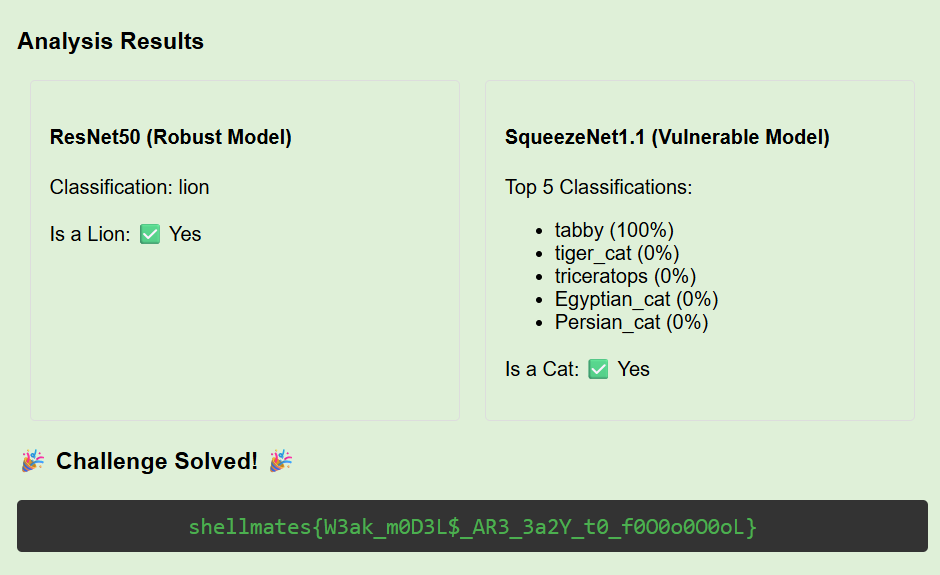 Analysis Results
ResNet50 (Robust Model)
Classification: lion
Is a Lion: ✅ Yes
SqueezeNet1.1 (Vulnerable Model)
Top 5 Classifications:
• tabby (100%)
• tiger_cat (0%)
• triceratops (0%)
• Egyptian_cat (0%)
• Persian_cat (0%)
Is a Cat: ✅ Yes
🎉 Challenge Solved! 🎉
shellmates{W3ak_m0D3L$_AR3_3a2Y_t0_f0O0o0O0oL}